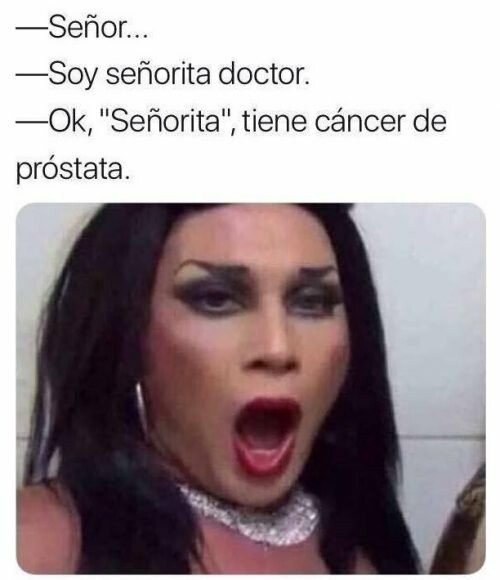 —Señor...
—Soy señorita doctor.
—Ok, "Señorita", tiene cáncer de
próstata.